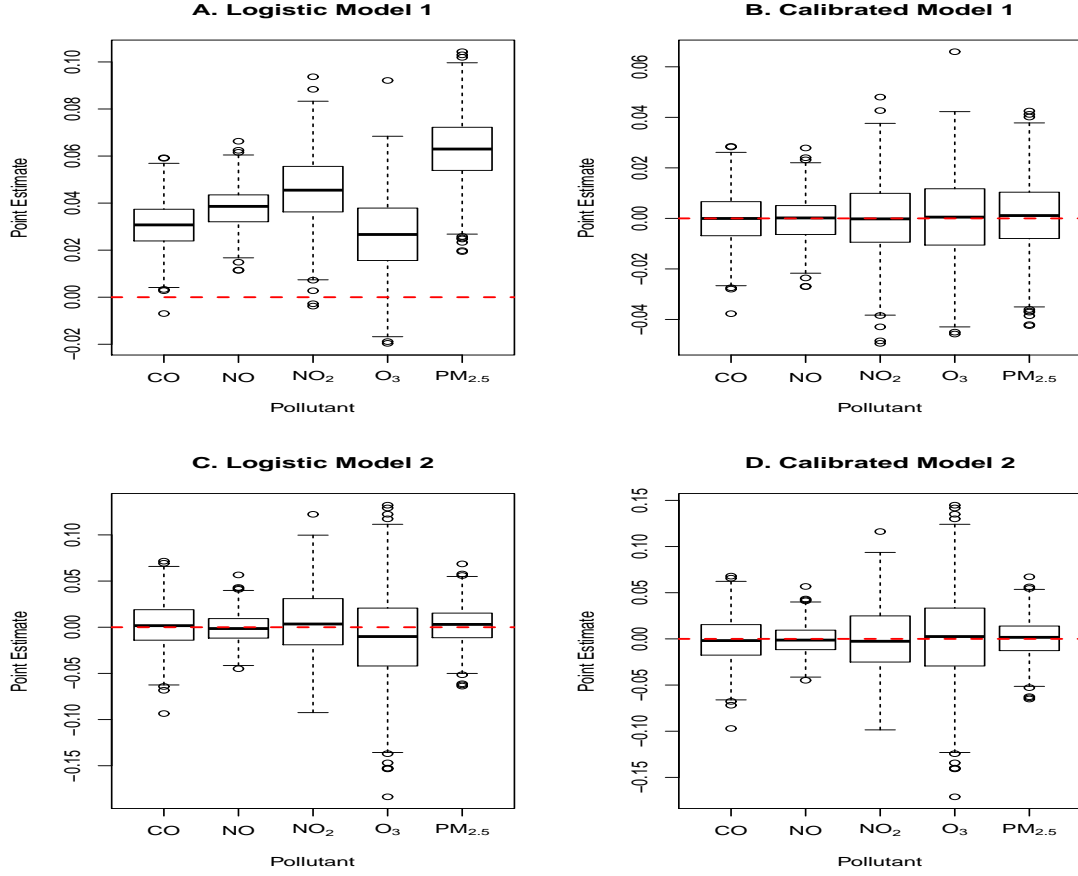 A. Logistic Model 1
Point Estimate
0.10
0.08
0.06
0.04
0.02
0.00
−0.02
CO NO NO₂ O₃ PM₂.₅
Pollutant
B. Calibrated Model 1
Point Estimate
0.06
0.04
0.02
0.00
−0.02
−0.04
CO NO NO₂ O₃ PM₂.₅
Pollutant
C. Logistic Model 2
Point Estimate
0.10
0.05
0.00
−0.05
−0.10
−0.15
CO NO NO₂ O₃ PM₂.₅
Pollutant
D. Calibrated Model 2
Point Estimate
0.15
0.10
0.05
0.00
−0.05
−0.10
−0.15
CO NO NO₂ O₃ PM₂.₅
Pollutant